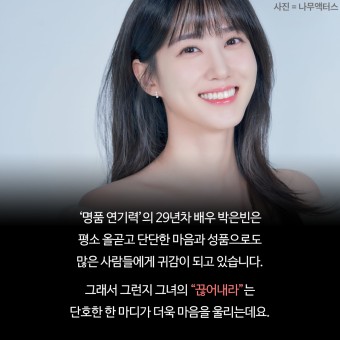 사진 = 나무액터스
‘명품 연기력’의 29년차 배우 박은빈은
평소 올곧고 단단한 마음과 성품으로도
많은 사람들에게 귀감이 되고 있습니다.
그래서 그런지 그녀의 “끊어내라”는
단호한 한 마디가 더욱 마음을 울리는데요.